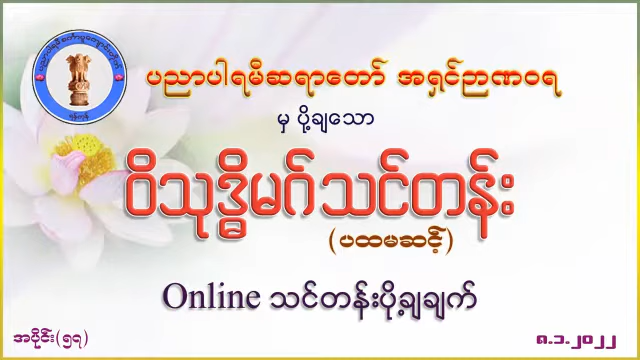 ပညာပါရမီဆရာတော် အရှင်ဉာဏဝရ
မှ ပို့ချသော
ဝိသုဒ္ဓိမဂ်သင်တန်း
(ပထမဆင့်)
Online သင်တန်းပို့ချချက်
အပိုင်း(၅၇)
၈.၁.၂၀၂၂